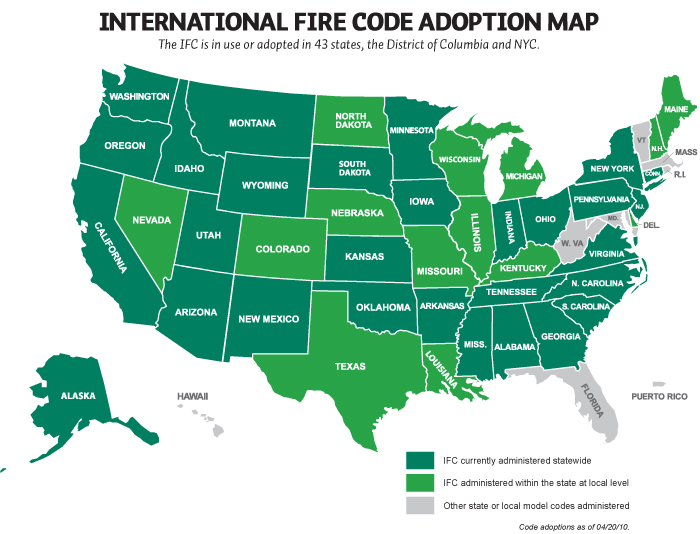 INTERNATIONAL FIRE CODE ADOPTION MAP
The IFC is in use or adopted in 43 states, the District of Columbia and NYC.
WASHINGTON
MONTANA
NORTH
DAKOTA
MINNESOTA
MAINE
VT
N.H.
OREGON
IDAHO
WYOMING
SOUTH
DAKOTA
WISCONSIN
MICHIGAN
NEW YORK
MASS
R.I.
CONN
NEVADA
UTAH
COLORADO
NEBRASKA
IOWA
ILLINOIS
INDIANA
OHIO
PENNSYLVANIA
N.J.
MD.
DEL.
CALIFORNIA
KANSAS
MISSOURI
KENTUCKY
W. VA
VIRGINIA
ARIZONA
NEW MEXICO
OKLAHOMA
ARKANSAS
TENNESSEE
N. CAROLINA
S. CAROLINA
TEXAS
LOUISIANA
MISS.
ALABAMA
GEORGIA
FLORIDA
PUERTO RICO
ALASKA
HAWAII
IFC currently administered statewide
IFC administered within the state at local level
Other state or local model codes administered
Code adoptions as of 04/20/10.